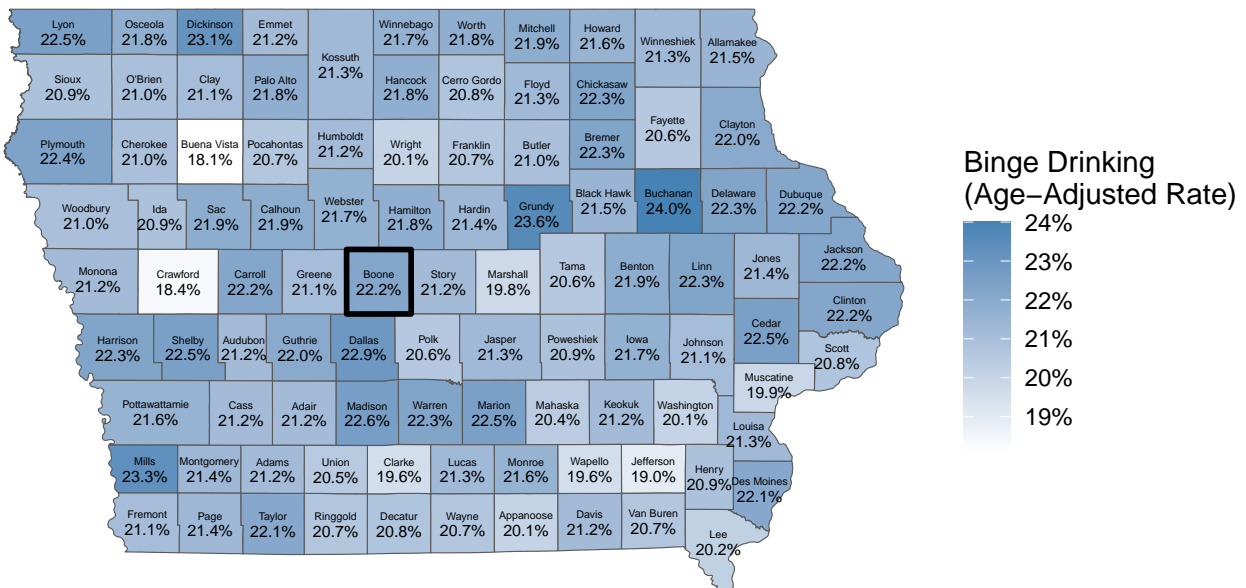 Lyon
22.5%
Osceola
21.8%
Dickinson
23.1%
Emmet
21.2%
Kossuth
21.3%
Winnebago
21.7%
Worth
21.8%
Mitchell
21.9%
Howard
21.6%
Winneshiek
21.3%
Allamakee
21.5%
Sioux
20.9%
O'Brien
21.0%
Clay
21.1%
Palo Alto
21.8%
Hancock
21.8%
Cerro Gordo
20.8%
Floyd
21.3%
Chickasaw
22.3%
Fayette
20.6%
Clayton
22.0%
Plymouth
22.4%
Cherokee
21.0%
Buena Vista
18.1%
Pocahontas
20.7%
Humboldt
21.2%
Wright
20.1%
Franklin
20.7%
Butler
21.0%
Bremer
22.3%
Woodbury
21.0%
Ida
20.9%
Sac
21.9%
Calhoun
21.9%
Webster
21.7%
Hamilton
21.8%
Hardin
21.4%
Grundy
23.6%
Black Hawk
21.5%
Buchanan
24.0%
Delaware
22.3%
Dubuque
22.2%
Monona
21.2%
Crawford
18.4%
Carroll
22.2%
Greene
21.1%
Boone
22.2%
Story
21.2%
Marshall
19.8%
Tama
20.6%
Benton
21.9%
Linn
22.3%
Jones
21.4%
Jackson
22.2%
Clinton
22.2%
Harrison
22.3%
Shelby
22.5%
Audubon
21.2%
Guthrie
22.0%
Dallas
22.9%
Polk
20.6%
Jasper
21.3%
Poweshiek
20.9%
Iowa
21.7%
Johnson
21.1%
Cedar
22.5%
Scott
20.8%
Muscatine
19.9%
Pottawattamie
21.6%
Cass
21.2%
Adair
21.2%
Madison
22.6%
Warren
22.3%
Marion
22.5%
Mahaska
20.4%
Keokuk
21.2%
Washington
20.1%
Louisa
21.3%
Mills
23.3%
Montgomery
21.4%
Adams
21.2%
Union
20.5%
Clarke
19.6%
Lucas
21.3%
Monroe
21.6%
Wapello
19.6%
Jefferson
19.0%
Henry
20.9%
Des Moines
22.1%
Fremont
21.1%
Page
21.4%
Taylor
22.1%
Ringgold
20.7%
Decatur
20.8%
Wayne
20.7%
Appanoose
20.1%
Davis
21.2%
Van Buren
20.7%
Lee
20.2%
Binge Drinking
(Age−Adjusted Rate)
24%
23%
22%
21%
20%
19%